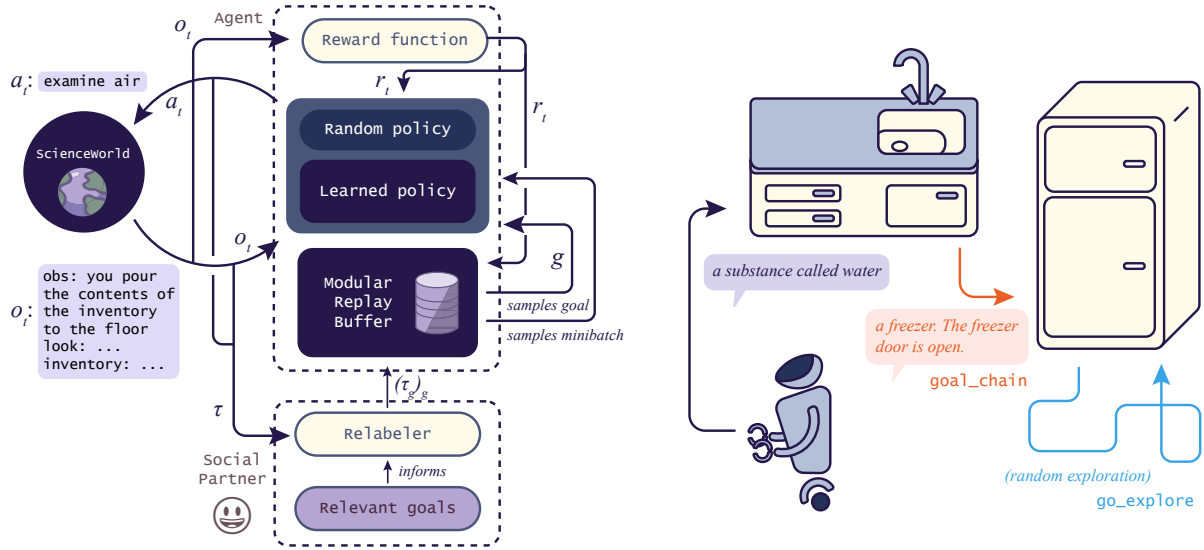 Agent
o_t
Reward function
a_t: examine air
a_t
r_t
r_t
Random policy
Learned policy
ScienceWorld
o_t
o_t:
obs: you pour
the contents of
the inventory
to the floor
look: ...
inventory: ...
Modular
Replay
Buffer
g
samples goal
samples minibatch
(τ_g)_g
τ
Relabeler
informs
Social
Partner
Relevant goals
a substance called water
a freezer. The freezer
door is open.
goal_chain
(random exploration)
go_explore